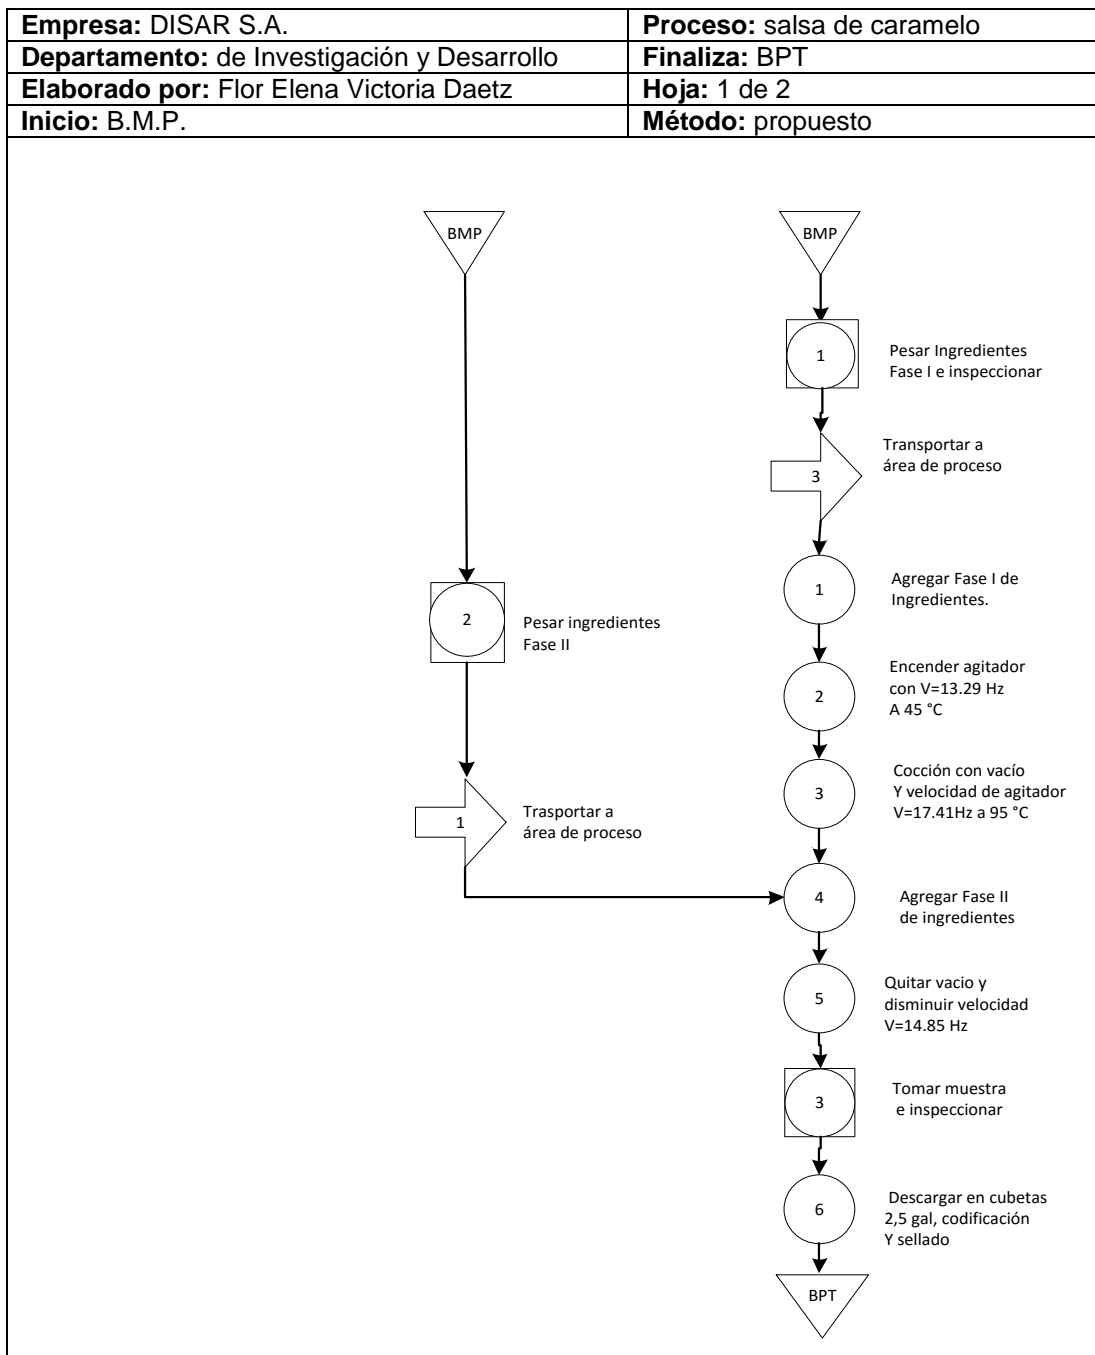 Empresa: DISAR S.A.
Proceso: salsa de caramelo
Departamento: de Investigación y Desarrollo
Finaliza: BPT
Elaborado por: Flor Elena Victoria Daetz
Hoja: 1 de 2
Inicio: B.M.P.
Método: propuesto
BMP
BMP
1
Pesar Ingredientes
Fase I e inspeccionar
3
Transportar a
área de proceso
1
Agregar Fase I de
Ingredientes.
2
Pesar ingredientes
Fase II
2
Encender agitador
con V=13.29 Hz
A 45 °C
1
Trasportar a
área de proceso
3
Cocción con vacío
Y velocidad de agitador
V=17.41Hz a 95 °C
4
Agregar Fase II
de ingredientes
5
Quitar vacio y
disminuir velocidad
V=14.85 Hz
3
Tomar muestra
e inspeccionar
6
Descargar en cubetas
2,5 gal, codificación
Y sellado
BPT